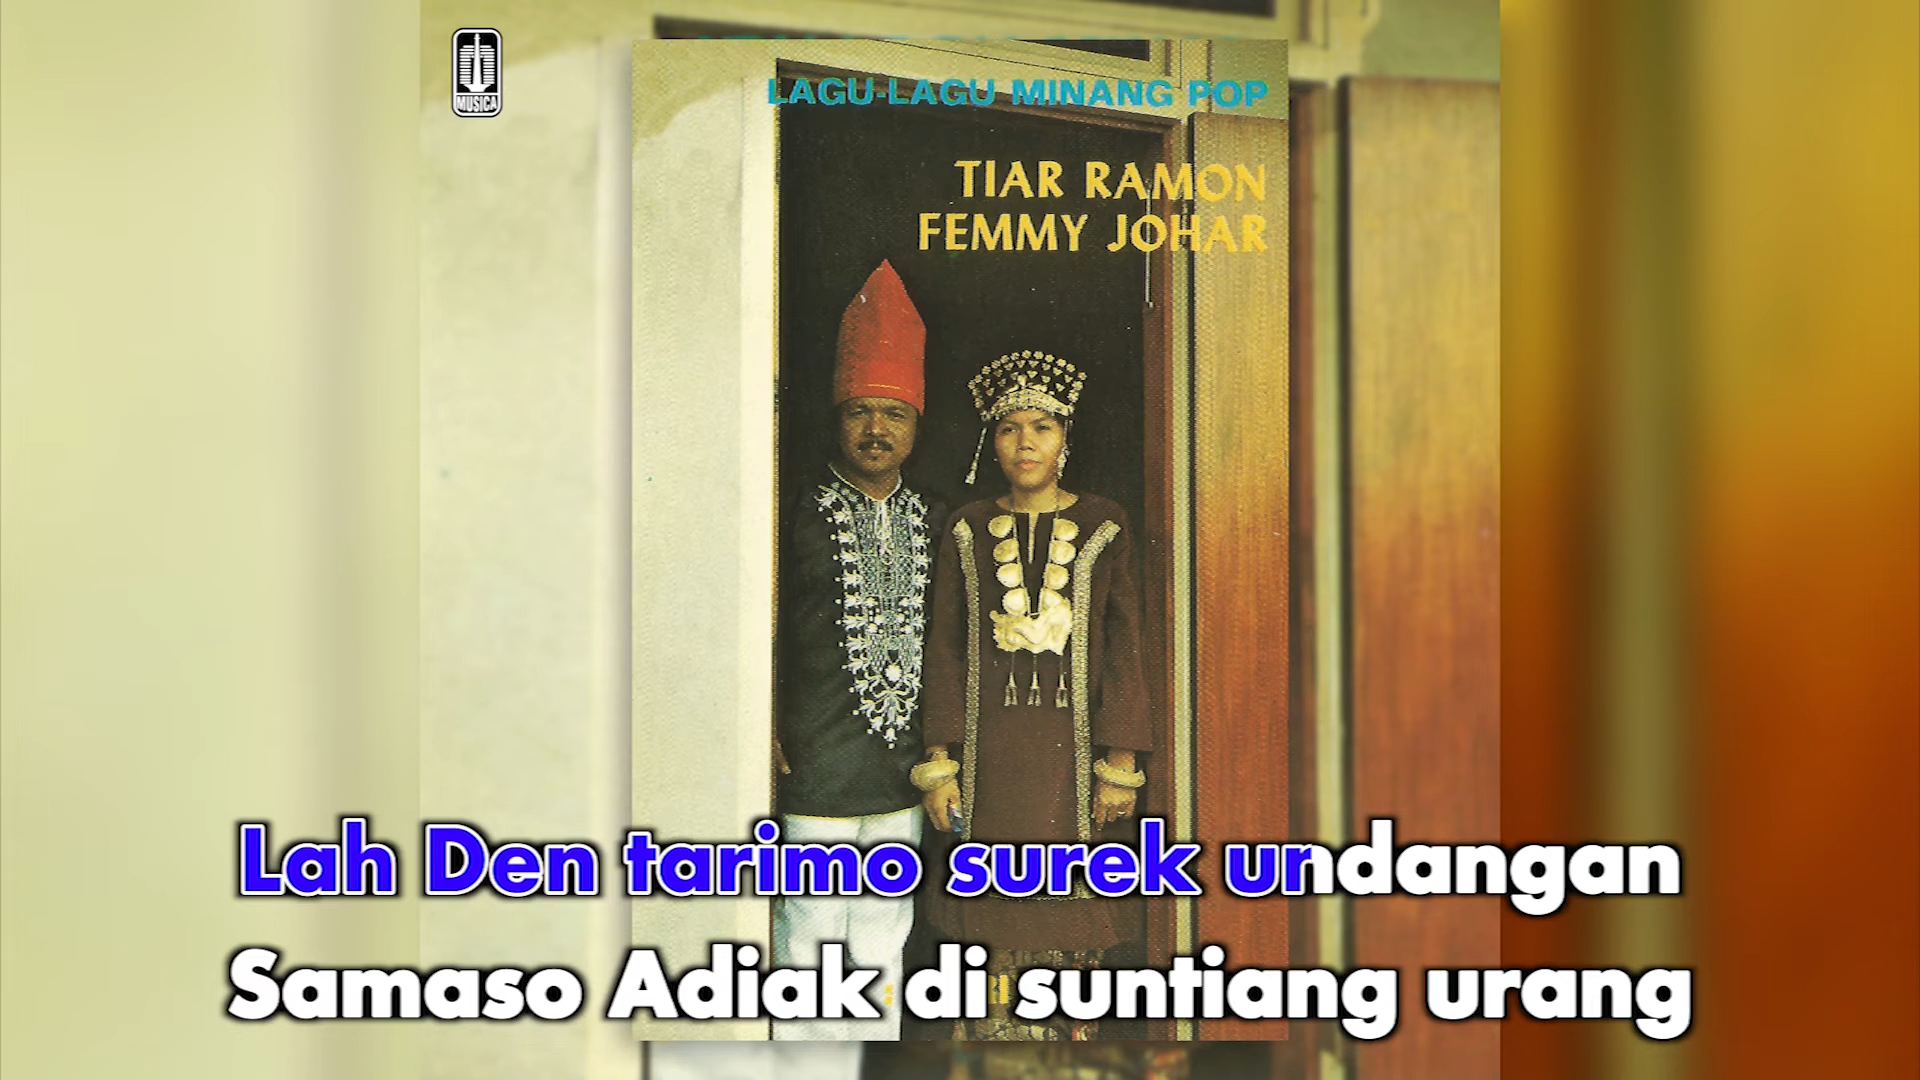 MUSICA
LAGU-LAGU MINANG POP
TIAR RAMON
FEMMY JOHAR
Lah Den tarimo surek undangan
Samaso Adiak di suntiang urang